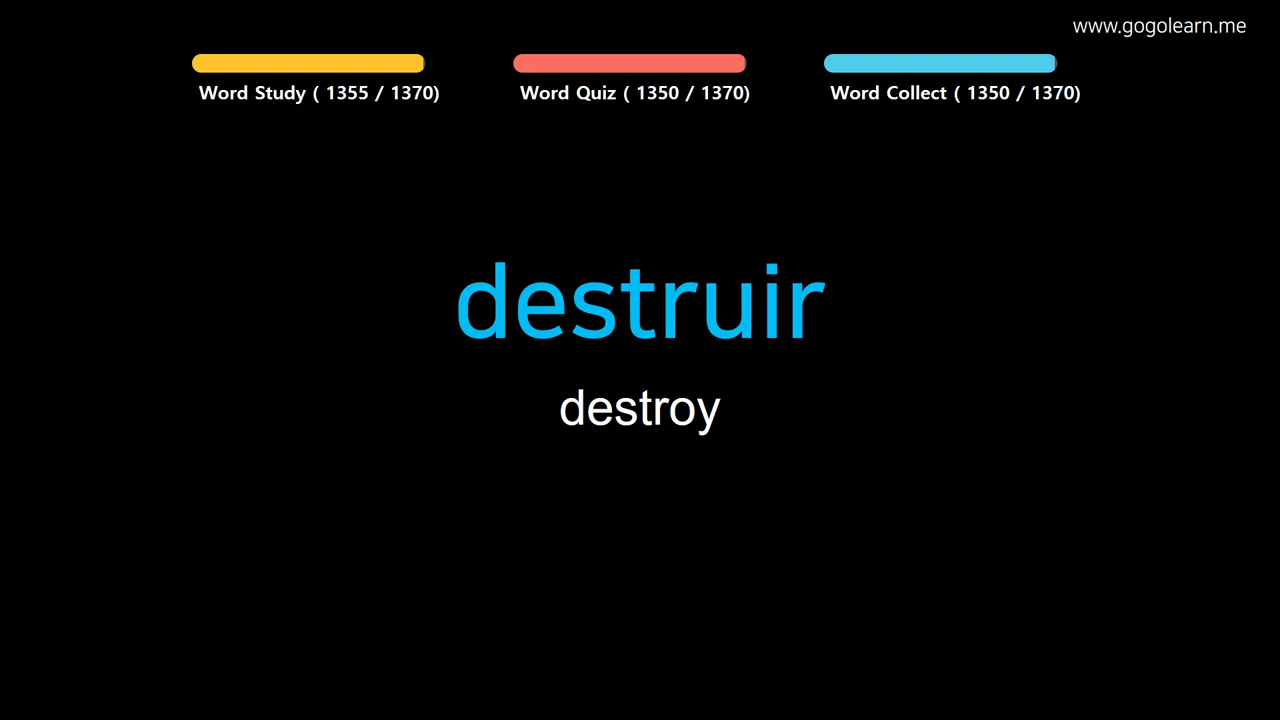 www.gogolearn.me
Word Study ( 1355 / 1370)
Word Quiz ( 1350 / 1370)
Word Collect ( 1350 / 1370)
destruir
destroy